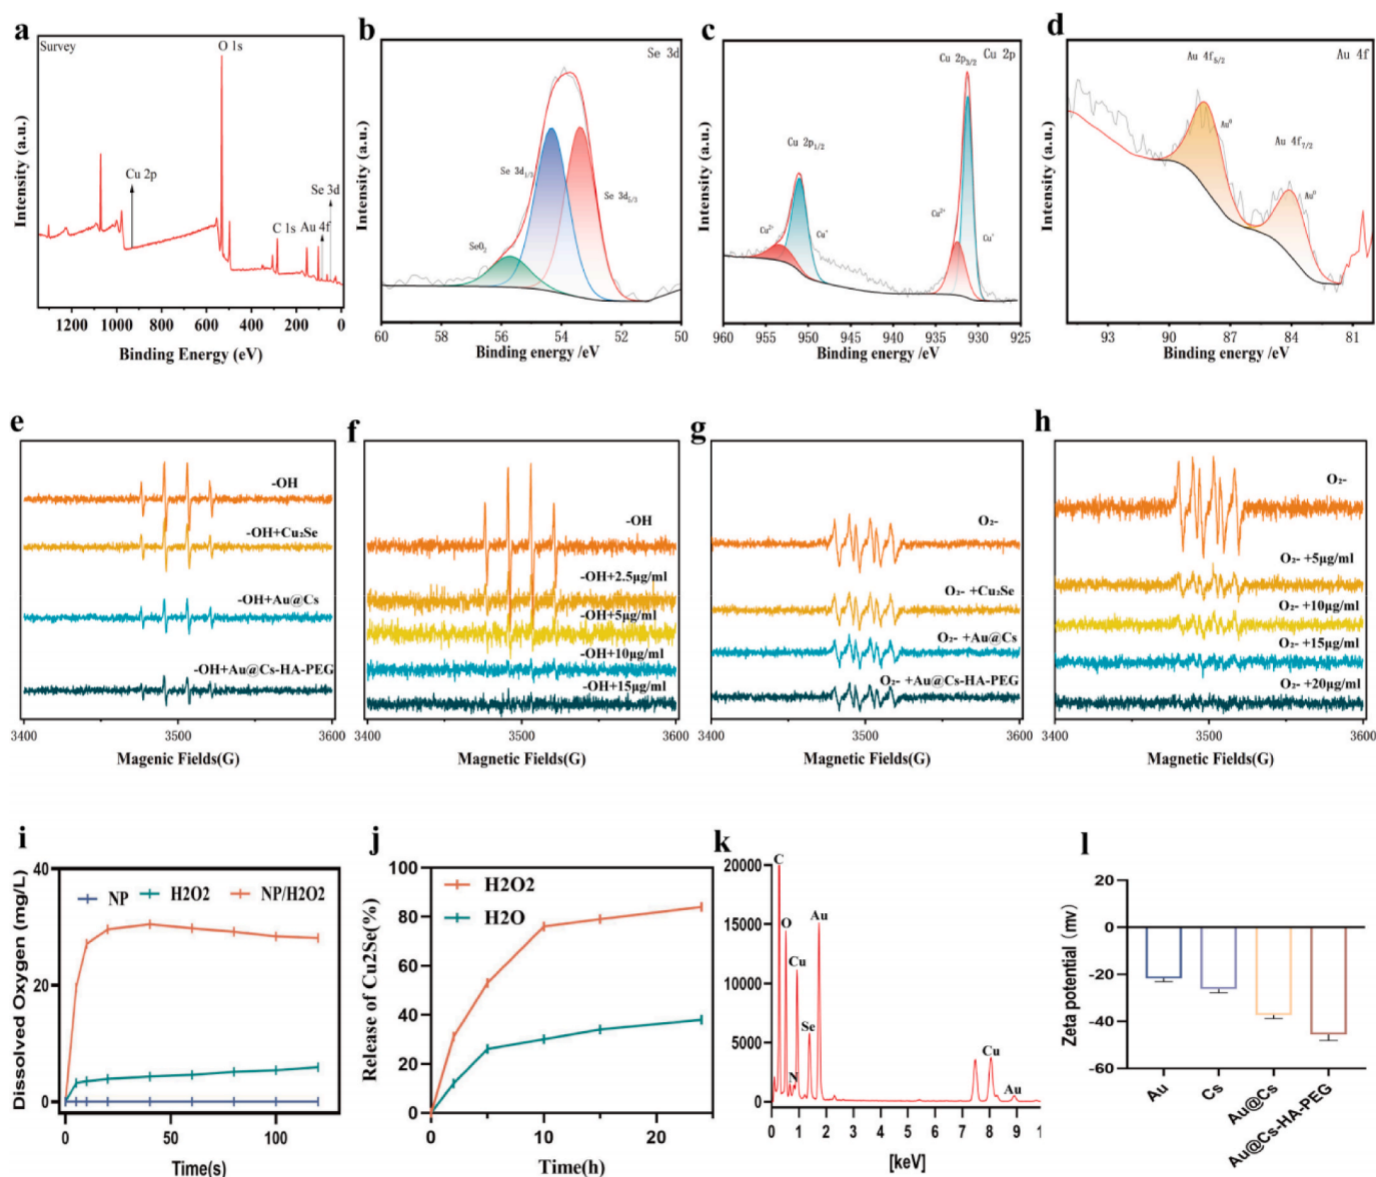 a
Survey
O 1s
Cu 2p
C 1s
Au 4f
Se 3d
Intensity (a.u.)
1200 1000 800 600 400 200 0
Binding Energy (eV)
b
Se 3d
Se 3d5/3
SeO2
Intensity (a.u.)
60 58 56 54 52 50
Binding energy /eV
c
Cu 2p3/2
Cu 2p
Cu 2p1/2
Cu2+
Cu+
Cu2+
Cu+
Intensity (a.u.)
960 955 950 945 940 935 930 925
Binding energy /eV
d
Au 4f
Au 4f5/2
Au0
Au 4f7/2
Au0
Intensity (a.u.)
93 90 87 84 81
Binding energy /eV
e
-OH
-OH+Cu₂Se
-OH+Au@Cs
-OH+Au@Cs-HA-PEG
3400 3500 3600
Magenic Fields(G)
f
-OH
-OH+2.5μg/ml
-OH+5μg/ml
-OH+10μg/ml
-OH+15μg/ml
3400 3500 3600
Magnetic Fields(G)
g
O₂-
O₂- +Cu₂Se
O₂- +Au@Cs
O₂- +Au@Cs-HA-PEG
3400 3500 3600
Magnetic Fields(G)
h
O₂-
O₂- +5μg/ml
O₂- +10μg/ml
O₂- +15μg/ml
O₂- +20μg/ml
3400 3500 3600
Magnetic Fields(G)
i
NP H2O2 NP/H2O2
Dissolved Oxygen (mg/L)
40
20
0
0 50 100
Time(s)
j
H2O2
H2O
Release of Cu2Se(%)
100
80
60
40
20
0
0 20
Time(h)
k
20000
15000
10000
5000
0
C
O
Au
Cu
Se
N
Cu
Au
0 1 2 4 5 6 7 8 9 1
[keV]
l
Zeta potential (mv)
20
0
-20
-40
-60
Au
Cs
Au@Cs
Au@Cs-HA-PEG